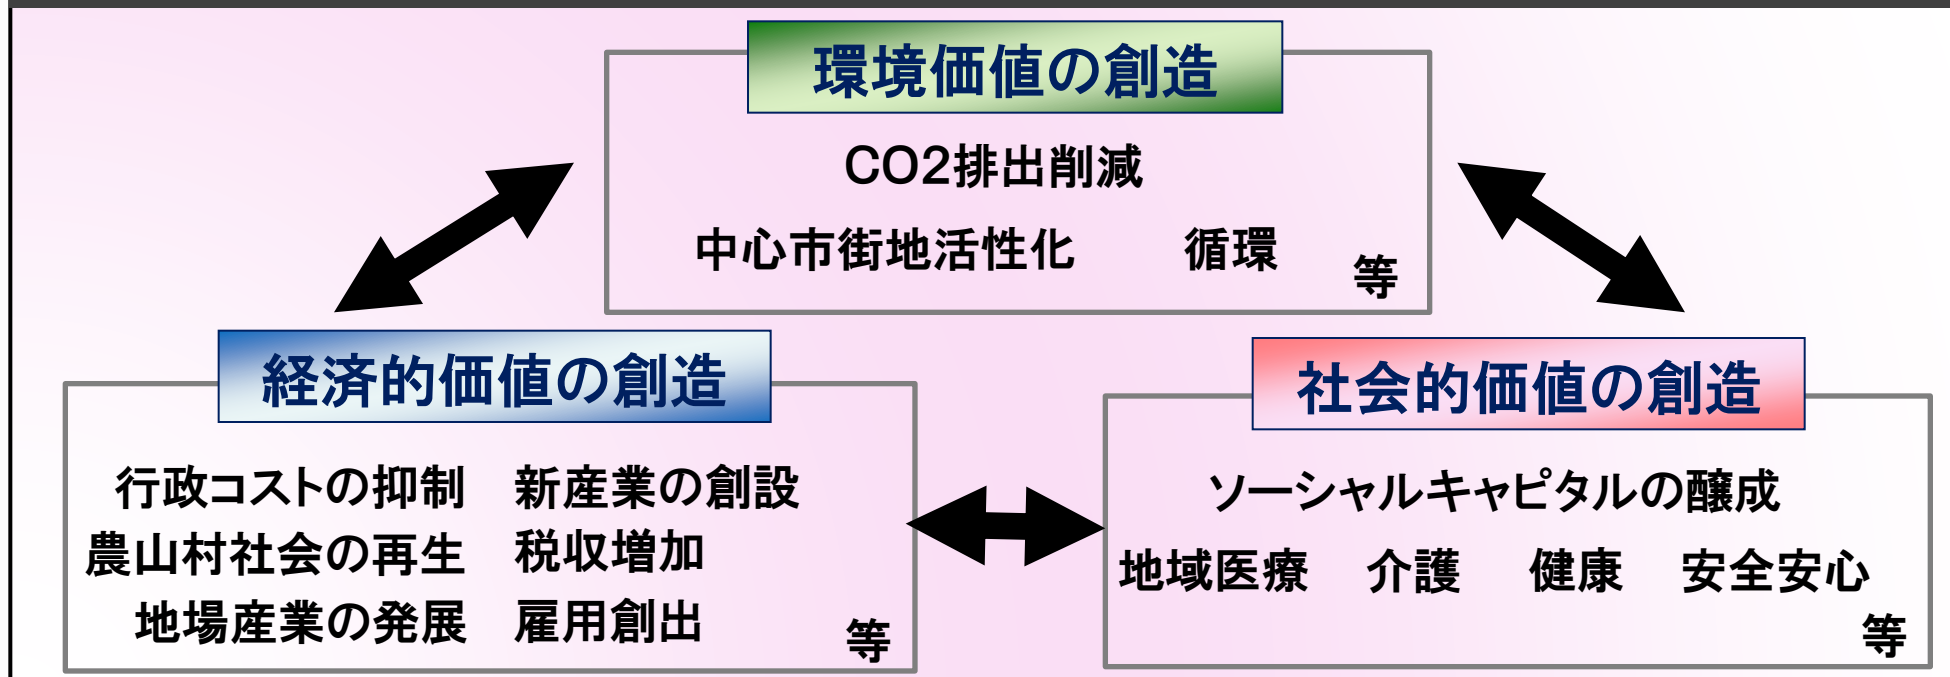 環境価値の創造
CO2排出削減
中心市街地活性化　循環
等
経済的価値の創造
行政コストの抑制　新産業の創設
農山村社会の再生　税収増加
地場産業の発展　雇用創出
等
社会的価値の創造
ソーシャルキャピタルの醸成
地域医療　介護　健康　安全安心
等